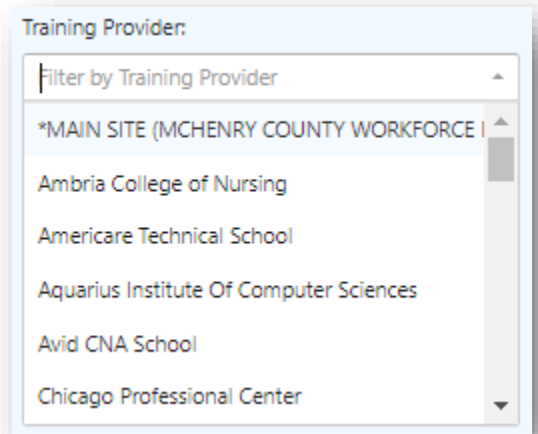 Training Provider:
Filter by Training Provider
*MAIN SITE (MCHENRY COUNTY WORKFORCE
Ambria College of Nursing
Americare Technical School
Aquarius Institute Of Computer Sciences
Avid CNA School
Chicago Professional Center